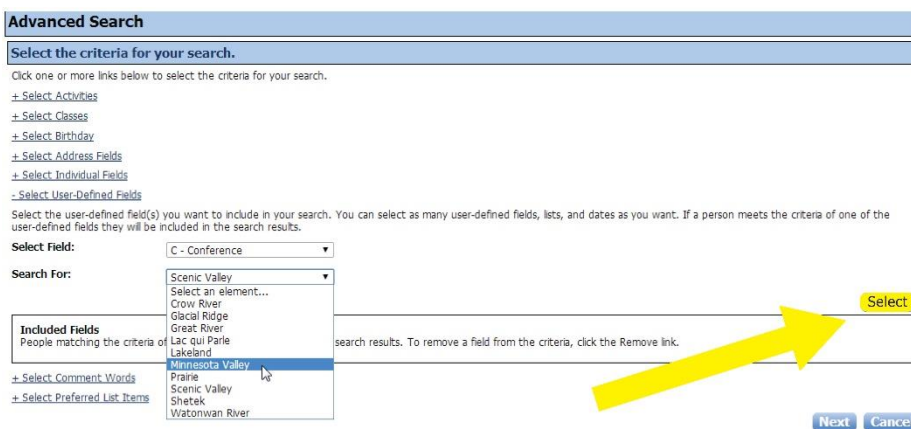 Advanced Search
Select the criteria for your search.
Click one or more links below to select the criteria for your search.
+ Select Activities
+ Select Classes
+ Select Birthday
+ Select Address Fields
+ Select Individual Fields
- Select User-Defined Fields
Select the user-defined field(s) you want to include in your search. You can select as many user-defined fields, lists, and dates as you want. If a person meets the criteria of one of the
user-defined fields they will be included in the search results.
Select Field: C - Conference
Search For: Scenic Valley
Select an element...
Crow River
Glacial Ridge
Great River
Lac qui Parle
Lakeland
Minnesota Valley
Prairie
Scenic Valley
Shetek
Watonwan River
Select
Included Fields
People matching the criteria of search results. To remove a field from the criteria, click the Remove link.
+ Select Comment Words
+ Select Preferred List Items
Next Cance